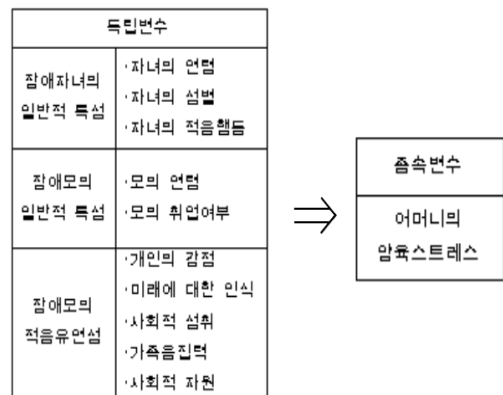 독립변수
장애자녀의
일반적 특성
·자녀의 연령
·자녀의 성별
·자녀의 적응행동
장애모의
일반적 특성
·모의 연령
·모의 취업여부
장애모의
적응유연성
·개인의 강점
·미래에 대한 인식
·사회적 성취
·가족응집력
·사회적 자원
종속변수
어머니의
양육스트레스